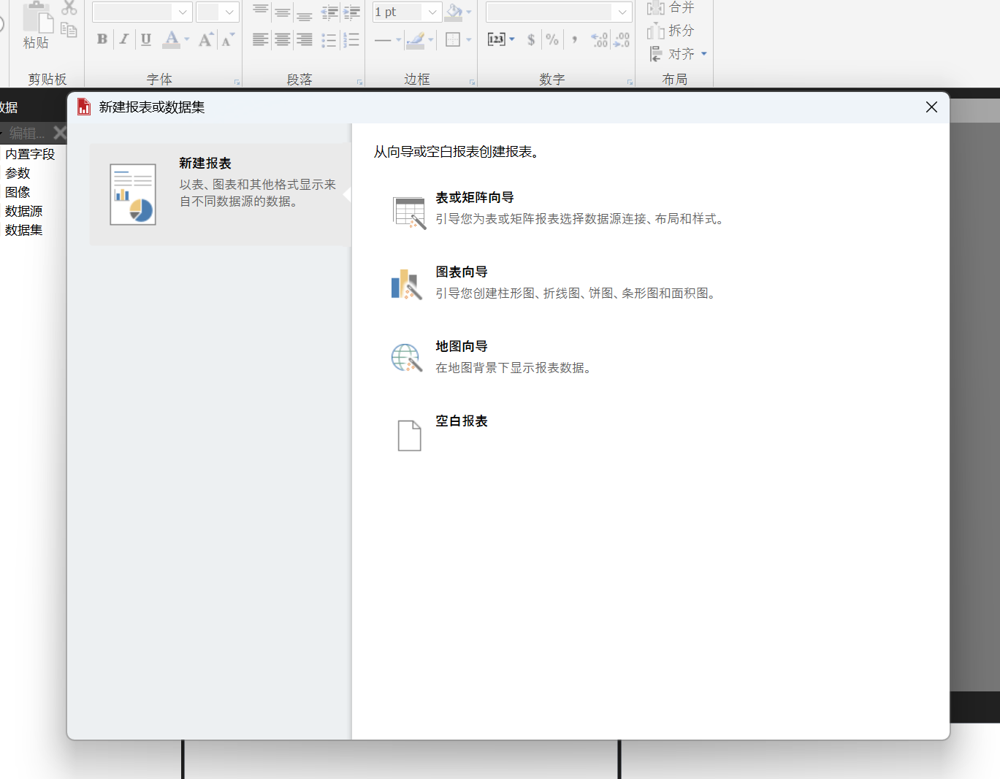 粘贴
剪贴板
B I U A A A
字体
段落
1 pt
边框
123 $ % , .0 .00 .00 .0
数字
合并
拆分
对齐
布局
数据
编辑...
内置字段
参数
图像
数据源
数据集
新建报表或数据集
新建报表
以表、图表和其他格式显示来
自不同数据源的数据。
从向导或空白报表创建报表。
表或矩阵向导
引导您为表或矩阵报表选择数据源连接、布局和样式。
图表向导
引导您创建柱形图、折线图、饼图、条形图和面积图。
地图向导
在地图背景下显示报表数据。
空白报表